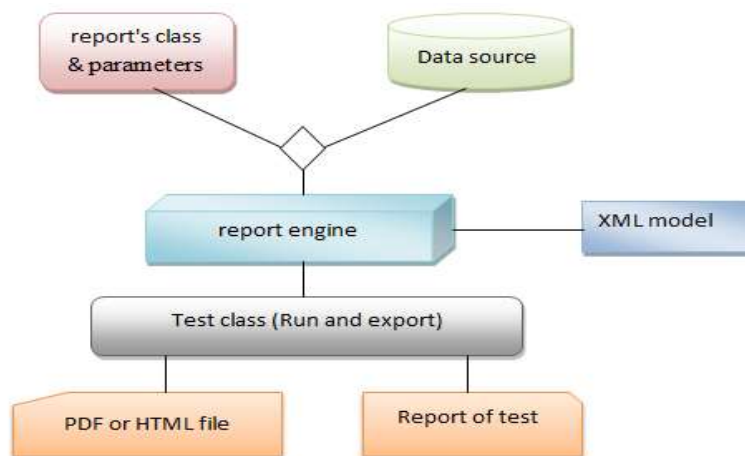 report's class
& parameters
Data source
report engine
XML model
Test class (Run and export)
PDF or HTML file
Report of test